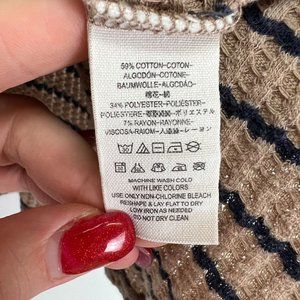 59% COTTON-COTON-
ALGODÓN-COTONE-
BAUMWOLLE-ALGODÃO
棉花-綿
34% POLYESTER-POLIÉSTER-
7% RAYON-RAYONNE-
MACHINE WASH COLD
WITH LIKE COLORS
USE ONLY NON-CHLORINE BLEACH
RESHAPE & LAY FLAT TO DRY
LOW IRON AS NEEDED
DO NOT DRY CLEAN